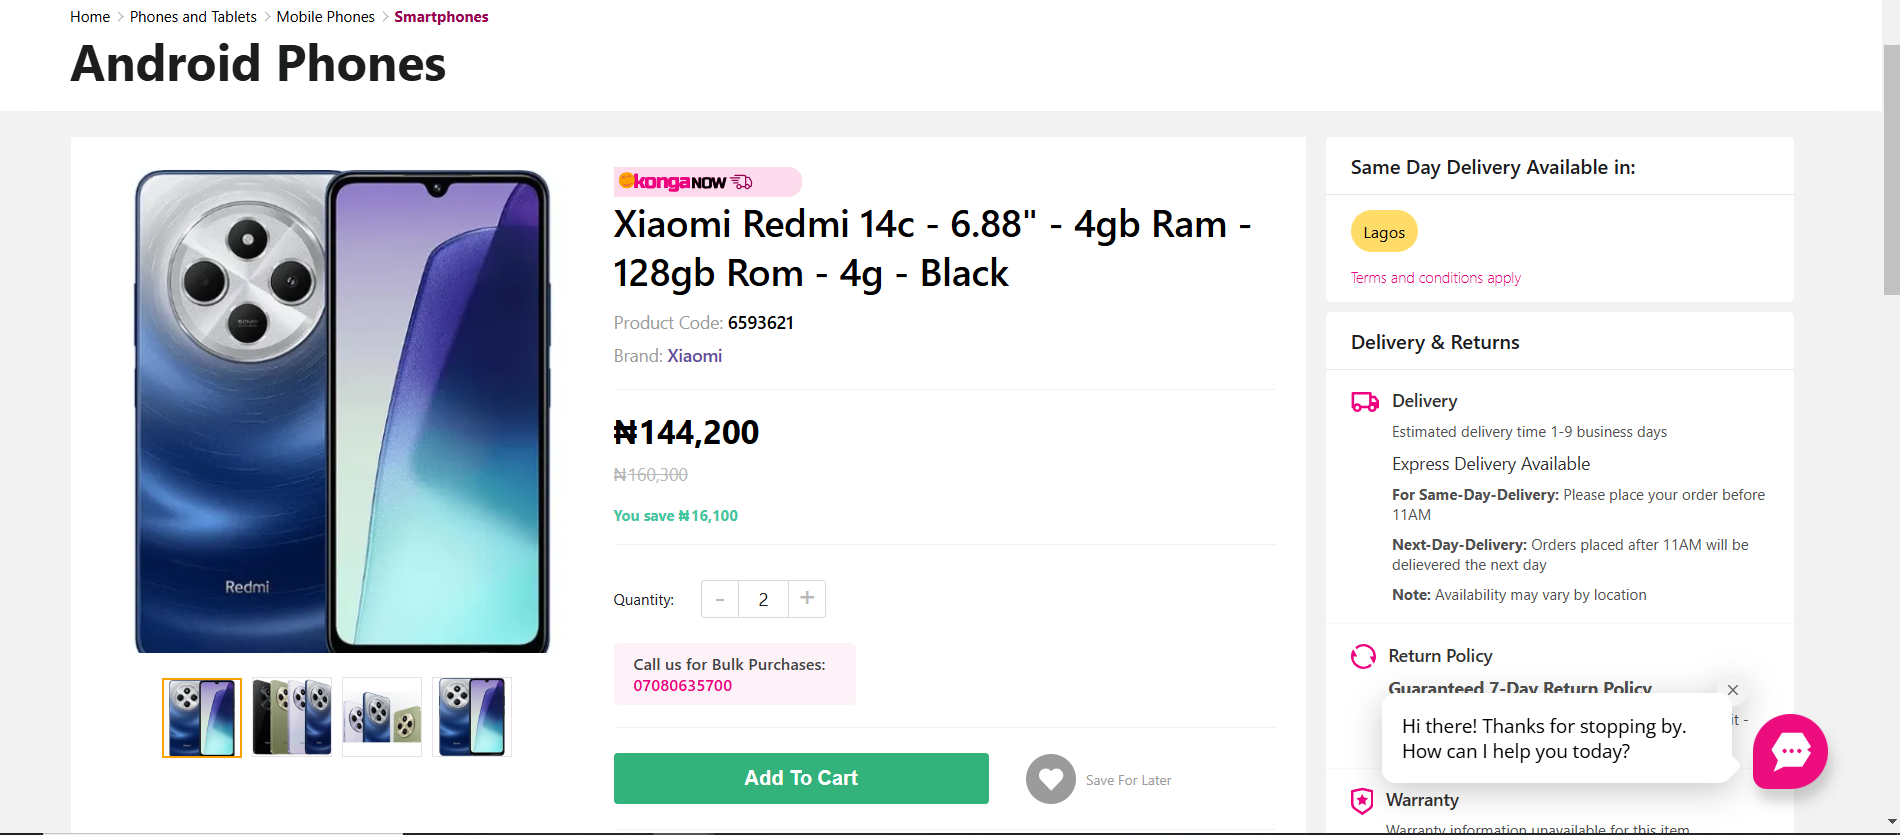 Home > Phones and Tablets > Mobile Phones > Smartphones
Android Phones
konga NOW
Xiaomi Redmi 14c - 6.88" - 4gb Ram -
128gb Rom - 4g - Black
Product Code: 6593621
Brand: Xiaomi
₦144,200
₦160,300
You save ₦16,100
Quantity: - 2 +
Call us for Bulk Purchases:
07080635700
Add To Cart
Save For Later
Redmi
Same Day Delivery Available in:
Lagos
Terms and conditions apply
Delivery & Returns
Delivery
Estimated delivery time 1-9 business days
Express Delivery Available
For Same-Day-Delivery: Please place your order before
11AM
Next-Day-Delivery: Orders placed after 11AM will be
delievered the next day
Note: Availability may vary by location
Return Policy
Guaranteed 7-Day Return Policy
it -
Hi there! Thanks for stopping by.
How can I help you today?
Warranty
Warranty information unavailable for this item